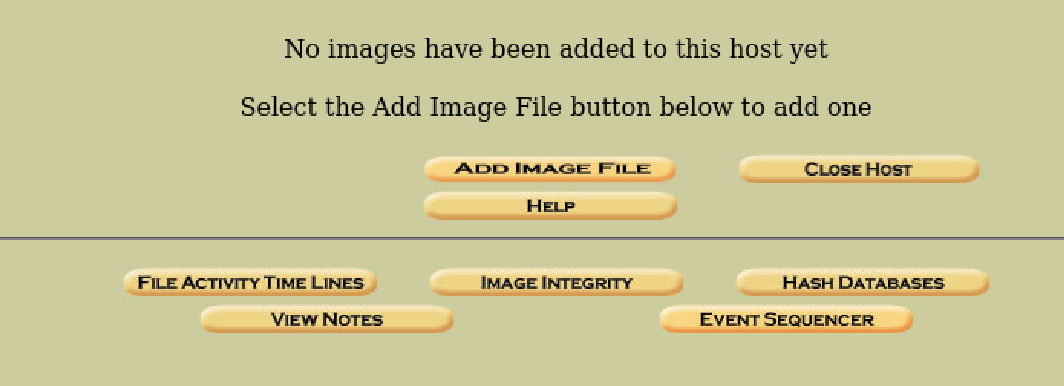 No images have been added to this host yet
Select the Add Image File button below to add one
ADD IMAGE FILE
CLOSE HOST
HELP
FILE ACTIVITY TIME LINES
IMAGE INTEGRITY
HASH DATABASES
VIEW NOTES
EVENT SEQUENCER